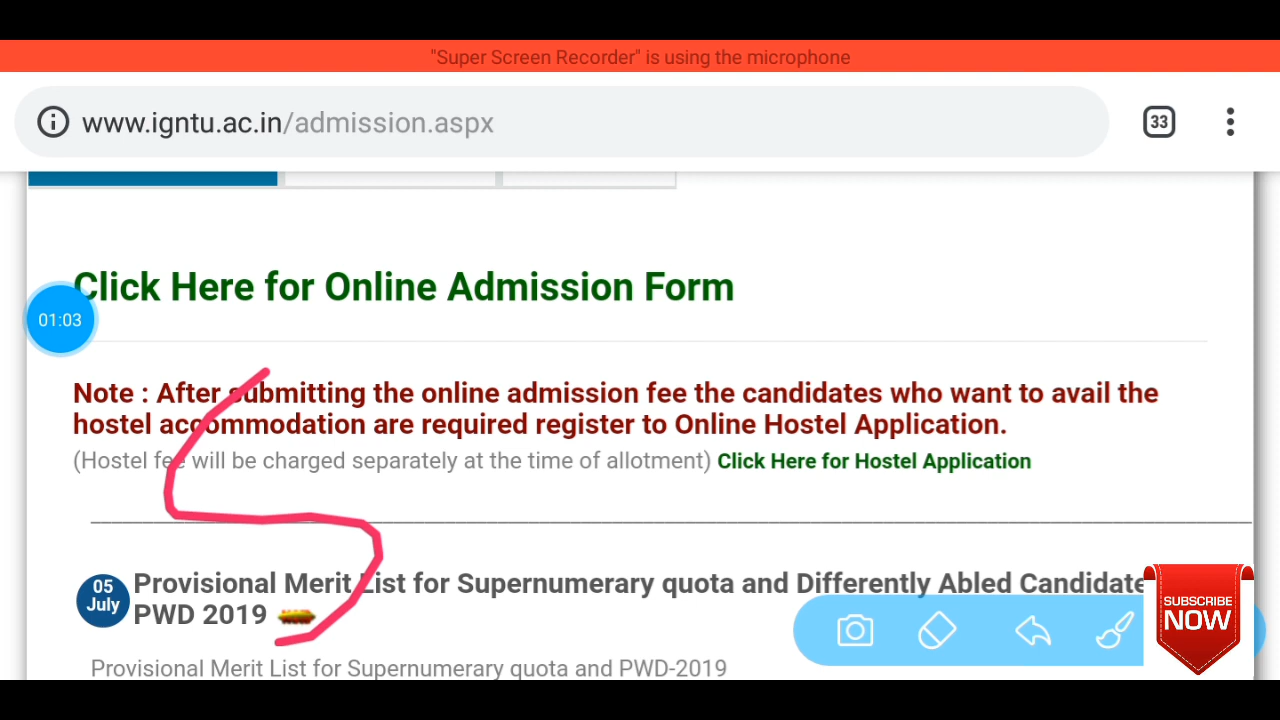 "Super Screen Recorder" is using the microphone
www.igntu.ac.in/admission.aspx
33
Click Here for Online Admission Form
01:03
Note : After submitting the online admission fee the candidates who want to avail the
hostel accommodation are required register to Online Hostel Application.
(Hostel fee will be charged separately at the time of allotment) Click Here for Hostel Application
05
July
Provisional Merit List for Supernumerary quota and Differently Abled Candidate
PWD 2019
SUBSCRIBE
NOW
Provisional Merit List for Supernumerary quota and PWD-2019